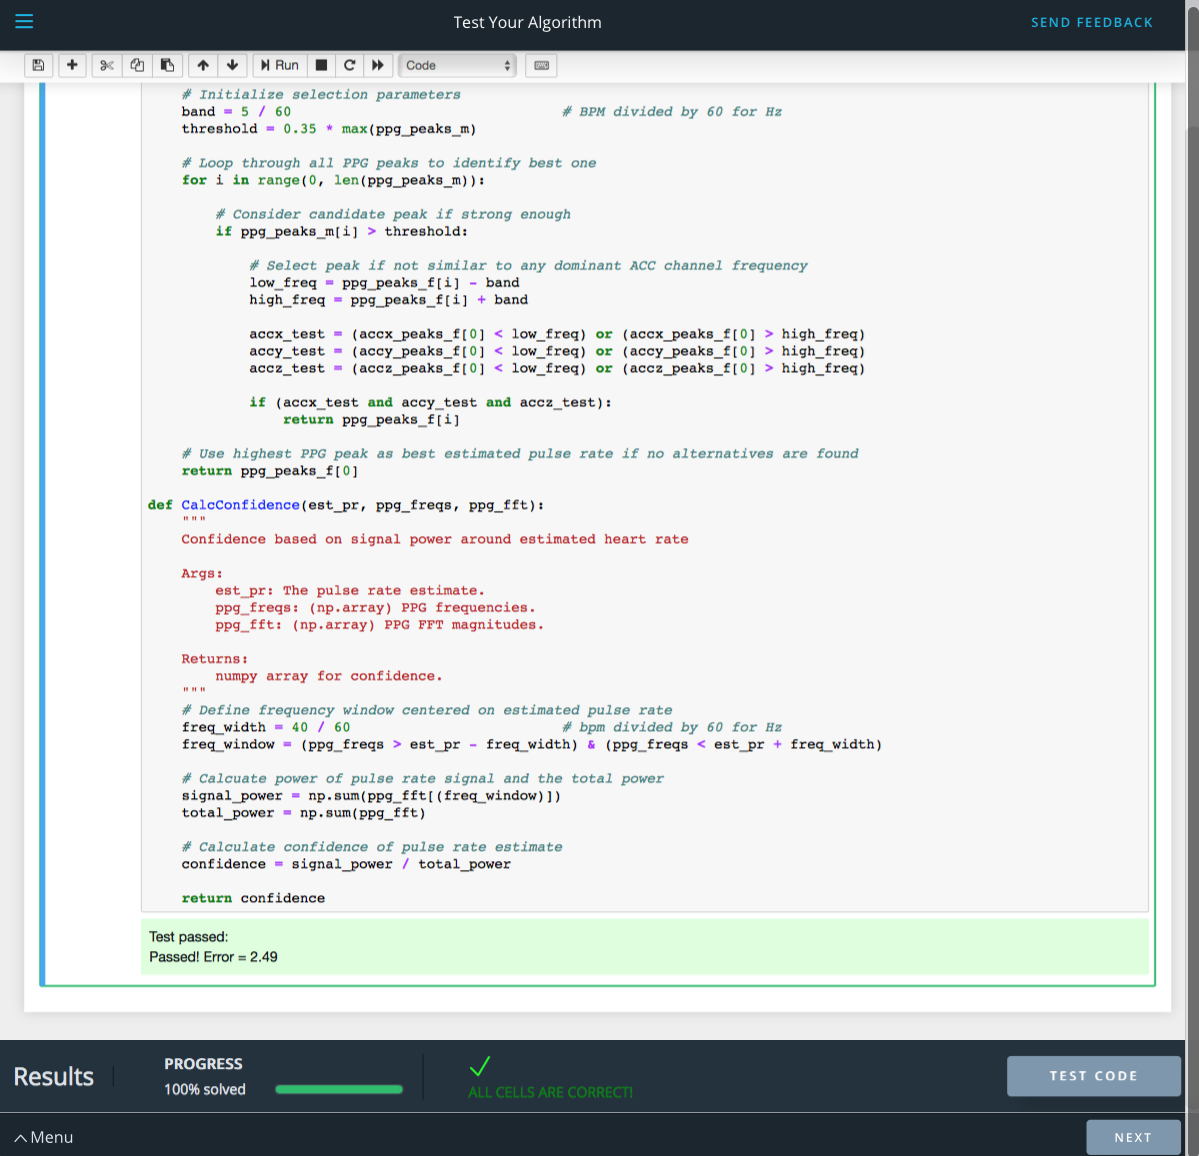 Test Your Algorithm
SEND FEEDBACK
Run
Code
# Initialize selection parameters
band = 5 / 60 # BPM divided by 60 for Hz
threshold = 0.35 * max(ppg_peaks_m)
# Loop through all PPG peaks to identify best one
for i in range(0, len(ppg_peaks_m)):
# Consider candidate peak if strong enough
if ppg_peaks_m[i] > threshold:
# Select peak if not similar to any dominant ACC channel frequency
low_freq = ppg_peaks_f[i] - band
high_freq = ppg_peaks_f[i] + band
accx_test = (accx_peaks_f[0] < low_freq) or (accx_peaks_f[0] > high_freq)
accy_test = (accy_peaks_f[0] < low_freq) or (accy_peaks_f[0] > high_freq)
accz_test = (accz_peaks_f[0] < low_freq) or (accz_peaks_f[0] > high_freq)
if (accx_test and accy_test and accz_test):
return ppg_peaks_f[i]
# Use highest PPG peak as best estimated pulse rate if no alternatives are found
return ppg_peaks_f[0]
def CalcConfidence(est_pr, ppg_freqs, ppg_fft):
"""
Confidence based on signal power around estimated heart rate
Args:
est_pr: The pulse rate estimate.
ppg_freqs: (np.array) PPG frequencies.
ppg_fft: (np.array) PPG FFT magnitudes.
Returns:
numpy array for confidence.
"""
# Define frequency window centered on estimated pulse rate
freq_width = 40 / 60 # bpm divided by 60 for Hz
freq_window = (ppg_freqs > est_pr - freq_width) & (ppg_freqs < est_pr + freq_width)
# Calcuate power of pulse rate signal and the total power
signal_power = np.sum(ppg_fft[(freq_window)])
total_power = np.sum(ppg_fft)
# Calculate confidence of pulse rate estimate
confidence = signal_power / total_power
return confidence
Test passed:
Passed! Error = 2.49
Results
PROGRESS
100% solved
ALL CELLS ARE CORRECT!
TEST CODE
Menu
NEXT